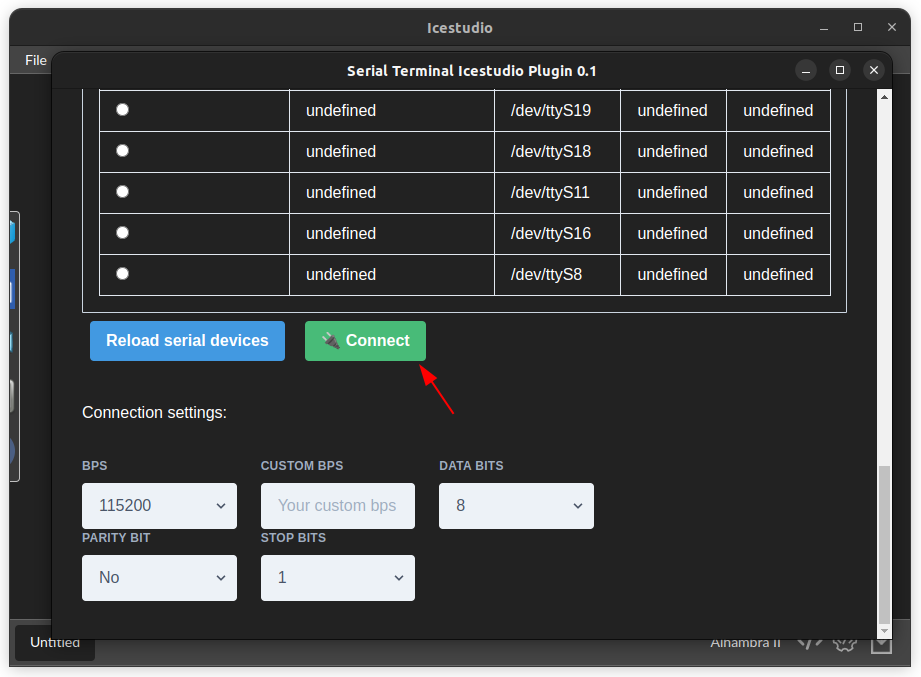 Icestudio
File
Serial Terminal Icestudio Plugin 0.1
undefined /dev/ttyS19 undefined undefined
undefined /dev/ttyS18 undefined undefined
undefined /dev/ttyS11 undefined undefined
undefined /dev/ttyS16 undefined undefined
undefined /dev/ttyS8 undefined undefined
Reload serial devices Connect
Connection settings:
BPS CUSTOM BPS DATA BITS
115200 Your custom bps 8
PARITY BIT STOP BITS
No 1
Untitled Alhambra II